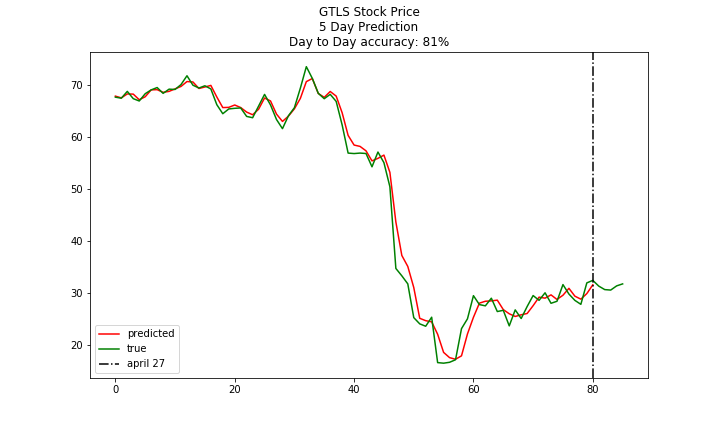 GTLS Stock Price
5 Day Prediction
Day to Day accuracy: 81%
70
60
50
40
30
20
predicted
true
april 27
0
20
40
60
80